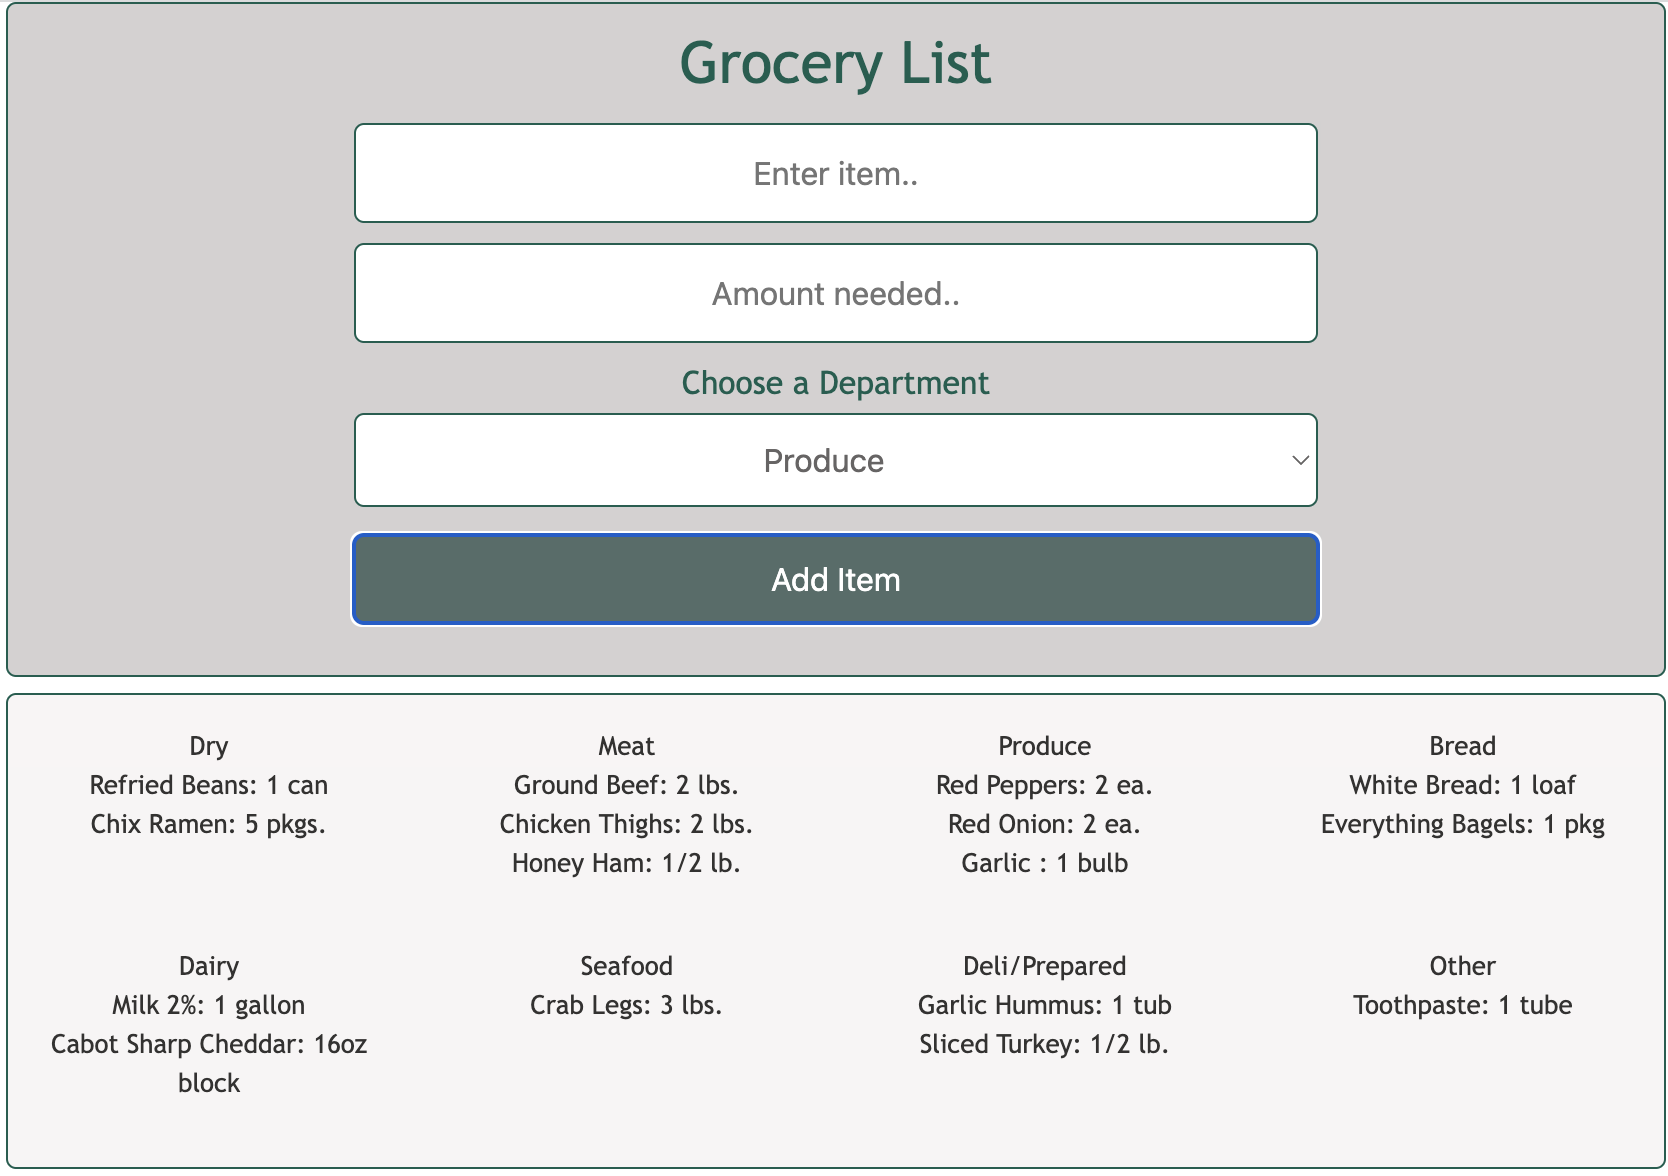 Grocery List
Enter item..
Amount needed..
Choose a Department
Produce
Add Item
Dry
Refried Beans: 1 can
Chix Ramen: 5 pkgs.
Meat
Ground Beef: 2 lbs.
Chicken Thighs: 2 lbs.
Honey Ham: 1/2 lb.
Produce
Red Peppers: 2 ea.
Red Onion: 2 ea.
Garlic : 1 bulb
Bread
White Bread: 1 loaf
Everything Bagels: 1 pkg
Dairy
Milk 2%: 1 gallon
Cabot Sharp Cheddar: 16oz
block
Seafood
Crab Legs: 3 lbs.
Deli/Prepared
Garlic Hummus: 1 tub
Sliced Turkey: 1/2 lb.
Other
Toothpaste: 1 tube